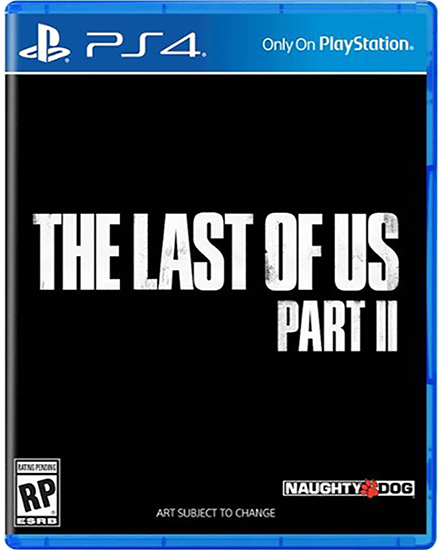 PS4
Only On PlayStation®
THE LAST OF US
PART II
RATING PENDING
RP
ESRB
NAUGHTY DOG
ART SUBJECT TO CHANGE